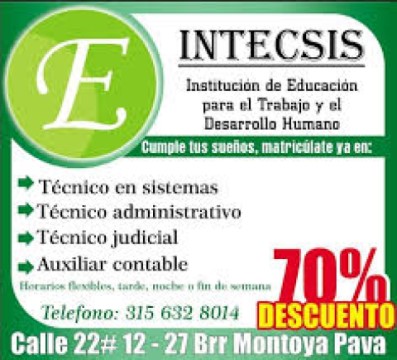 E
INTECSIS
Institución de Educación
para el Trabajo y el
Desarrollo Humano
Cumple tus sueños, matricúlate ya en:
Técnico en sistemas
Técnico administrativo
Técnico judicial
Auxiliar contable
Horarios flexibles, tarde, noche o fin de semana
70%
DESCUENTO
Telefono: 315 632 8014
Calle 22# 12 - 27 Brr Montoya Pava